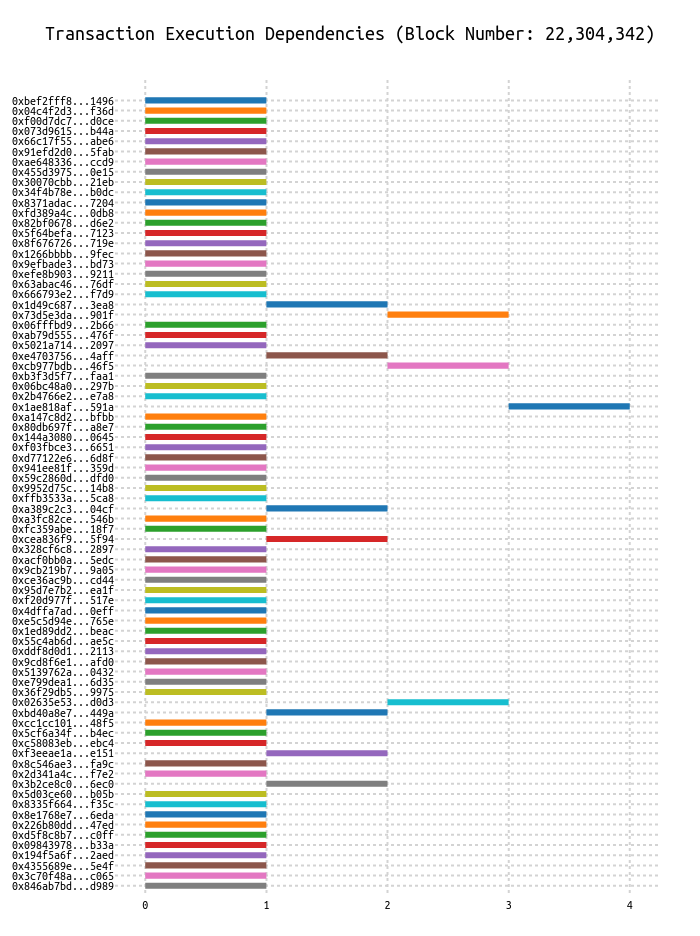 Transaction Execution Dependencies (Block Number: 22,304,342)
0xbef2fff8...1496
0x04c4f2d3...f36d
0xf00d7dc7...d0ce
0x073d9615...b44a
0x66c17f55...abe6
0x91efd2d0...5fab
0xae648336...ccd9
0x455d3975...0e15
0x30070cbb...21eb
0x34f4b78e...b0dc
0x8371adac...7204
0xfd389a4c...0db8
0x82bf0678...d6e2
0x5f64befa...7123
0x8f676726...719e
0x1266bbbb...9fec
0x9efbade3...bd73
0xefe8b903...9211
0x63abac46...76df
0x666793e2...f7d9
0x1d49c687...3ea8
0x73d5e3da...901f
0x06fffbd9...2b66
0xab79d555...476f
0x5021a714...2097
0xe4703756...4aff
0xcb977bdb...46f5
0xb3f3d5f7...faa1
0x06bc48a0...297b
0x2b4766e2...e7a8
0x1ae818af...591a
0xa147c8d2...bfbb
0x80db697f...a8e7
0x144a3080...0645
0xf03fbce3...6651
0xd77122e6...6d8f
0x941ee81f...359d
0x59c2860d...dfd0
0x9952d75c...14b8
0xffb3533a...5ca8
0xa389c2c3...04cf
0xa3fc82ce...546b
0xfc359abe...18f7
0xcea836f9...5f94
0x328cf6c8...2897
0xacf0bb0a...5edc
0x9cb219b7...9a05
0xce36ac9b...cd44
0x95d7e7b2...ea1f
0xf20d977f...517e
0x4dffa7ad...0eff
0xe5c5d94e...765e
0x1ed89dd2...beac
0x55c4ab6d...ae5c
0xddf8d0d1...2113
0x9cd8f6e1...afd0
0x5139762a...0432
0xe799dea1...6d35
0x36f29db5...9975
0x02635e53...d0d3
0xbd40a8e7...449a
0xcc1cc101...48f5
0x5cf6a34f...b4ec
0xc58083eb...ebc4
0xf3eeae1a...e151
0x8c546ae3...fa9c
0x2d341a4c...f7e2
0x3b2ce8c0...6ec0
0x5d03ce60...b05b
0x8335f664...f35c
0x8e1768e7...6eda
0x226b80dd...47ed
0xd5f8c8b7...c0ff
0x09843978...b33a
0x194f5a6f...2aed
0x4355689e...5e4f
0x3c70f48a...c065
0x846ab7bd...d989
0 1 2 3 4